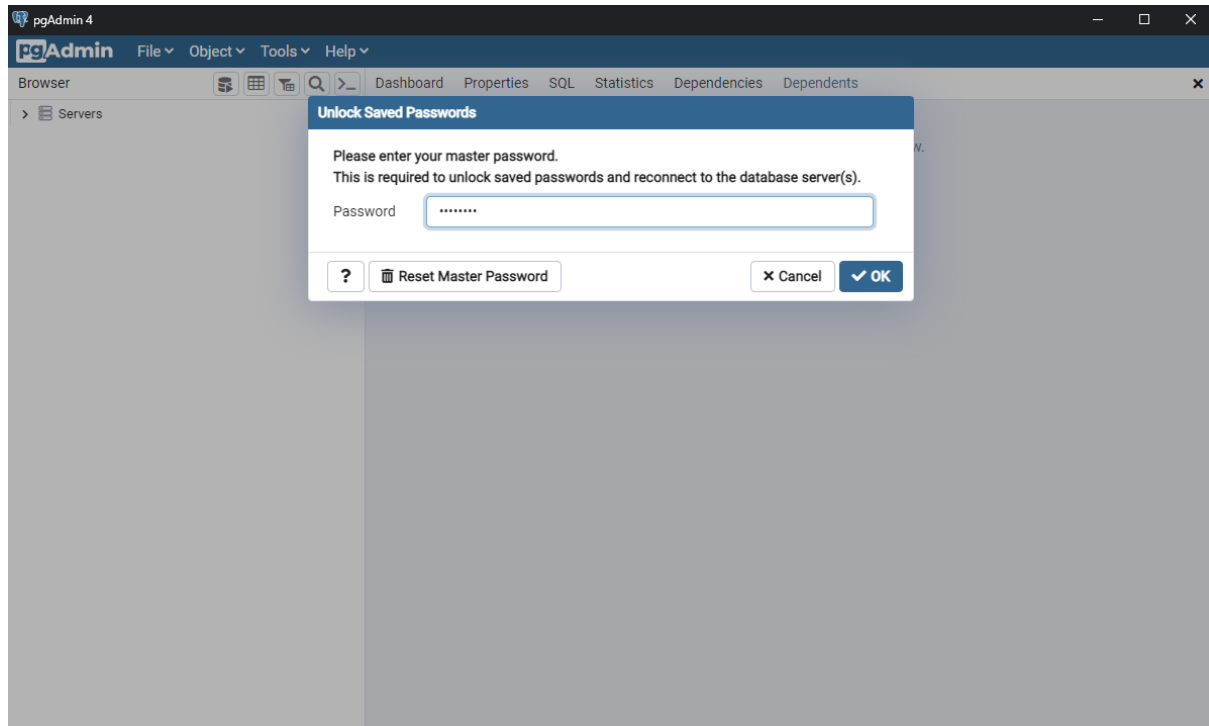 pgAdmin 4
pgAdmin File Object Tools Help
Browser Dashboard Properties SQL Statistics Dependencies Dependents
Servers
Unlock Saved Passwords
Please enter your master password.
This is required to unlock saved passwords and reconnect to the database server(s).
Password ········
? Reset Master Password Cancel OK